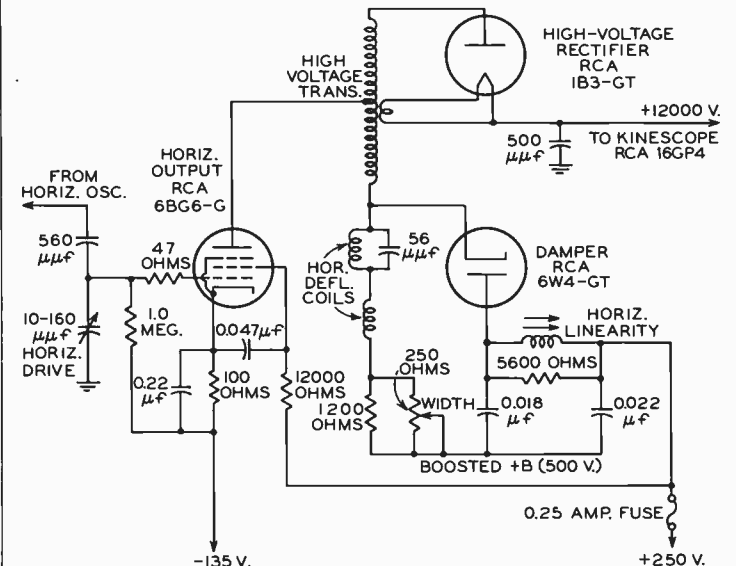 HIGH-VOLTAGE
RECTIFIER
RCA
1B3-GT
HIGH
VOLTAGE
TRANS.
+12000 V.
500
μμf
TO KINESCOPE
RCA 16GP4
HORIZ.
OUTPUT
RCA
6BG6-G
FROM
HORIZ. OSC.
560
μμf
47
OHMS
56
μμf
HOR.
DEFL.
COILS
DAMPER
RCA
6W4-GT
10-160
μμf
HORIZ.
DRIVE
1.0
MEG.
0.047μf
HORIZ.
LINEARITY
250
OHMS
5600 OHMS
0.22
μf
100
OHMS
12000
OHMS
1200
OHMS
WIDTH
0.018
μf
0.022
μf
BOOSTED +B (500 V.)
0.25 AMP. FUSE
-135 V.
+250 V.